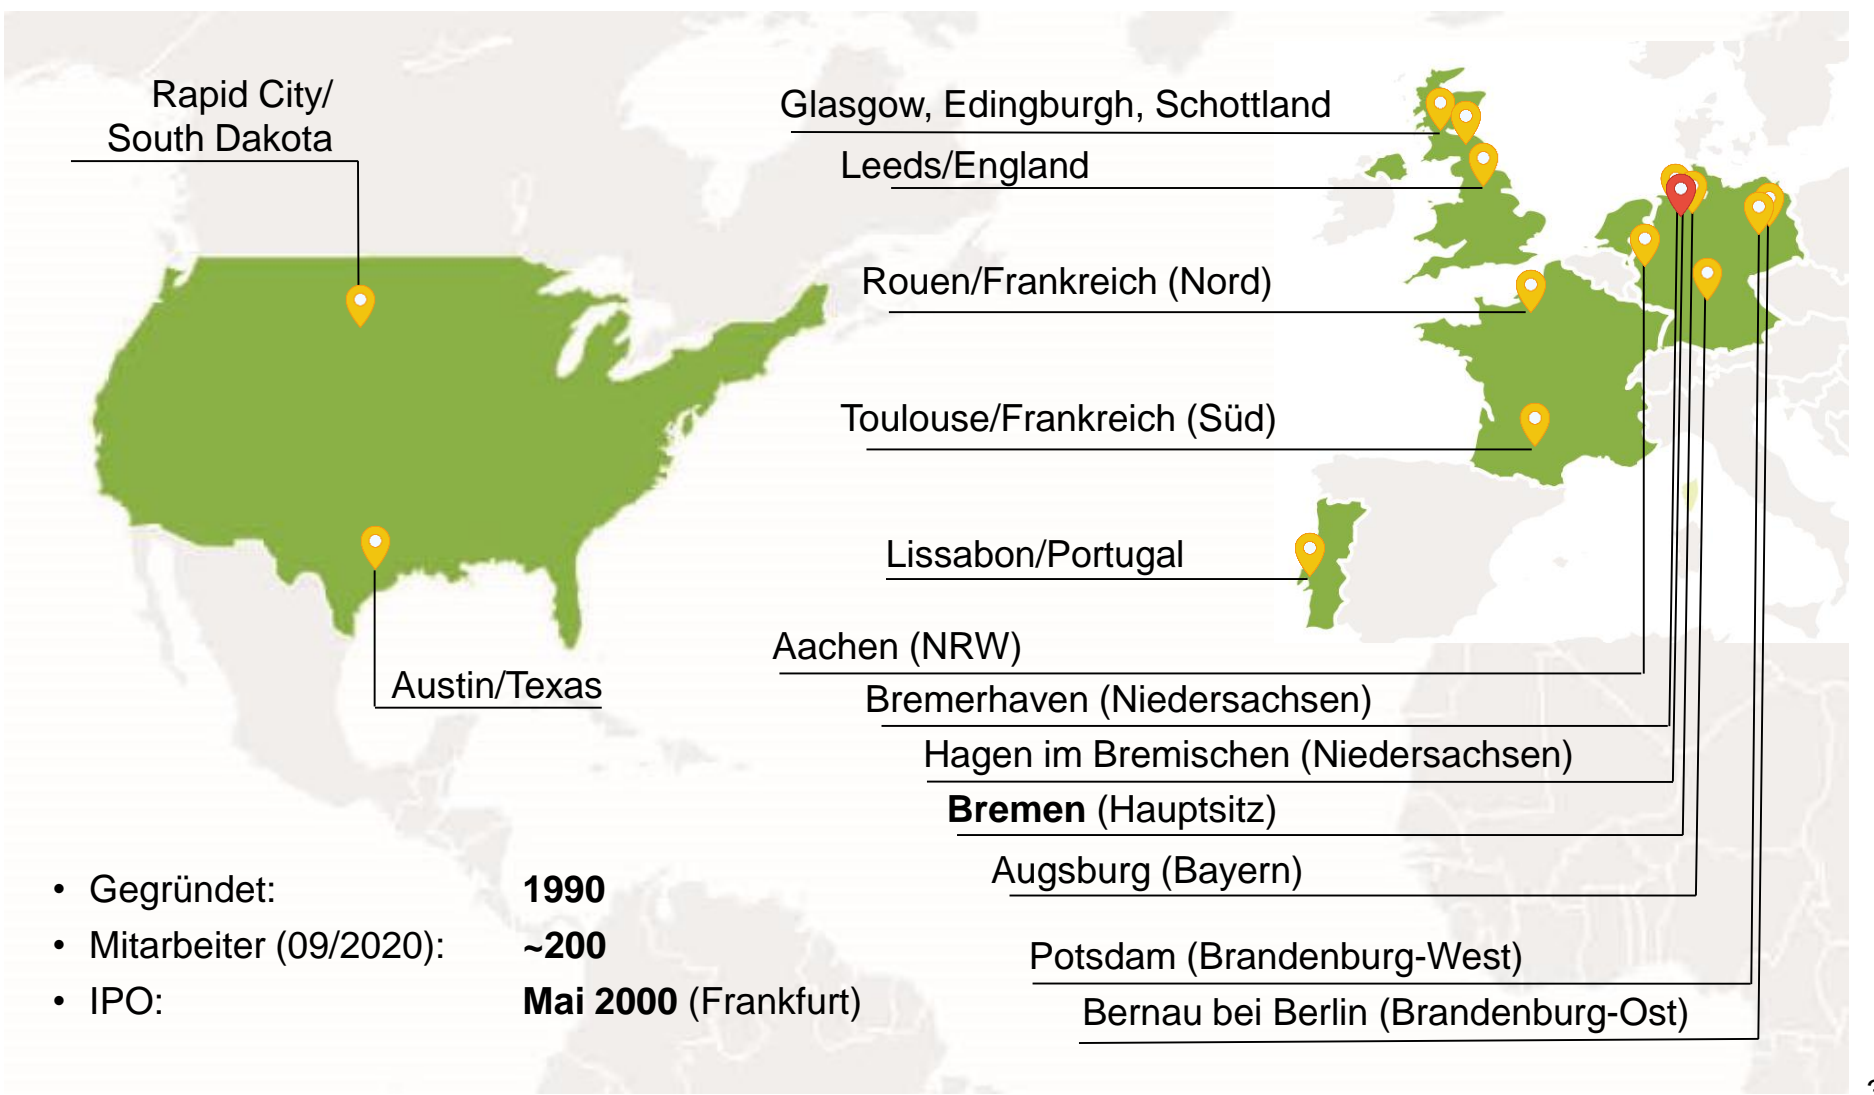 Rapid City/
South Dakota
Glasgow, Edingburgh, Schottland
Leeds/England
Rouen/Frankreich (Nord)
Toulouse/Frankreich (Süd)
Lissabon/Portugal
Austin/Texas
Aachen (NRW)
Bremerhaven (Niedersachsen)
Hagen im Bremischen (Niedersachsen)
Bremen (Hauptsitz)
Augsburg (Bayern)
Potsdam (Brandenburg-West)
Bernau bei Berlin (Brandenburg-Ost)
• Gegründet: 1990
• Mitarbeiter (09/2020): ~200
• IPO: Mai 2000 (Frankfurt)